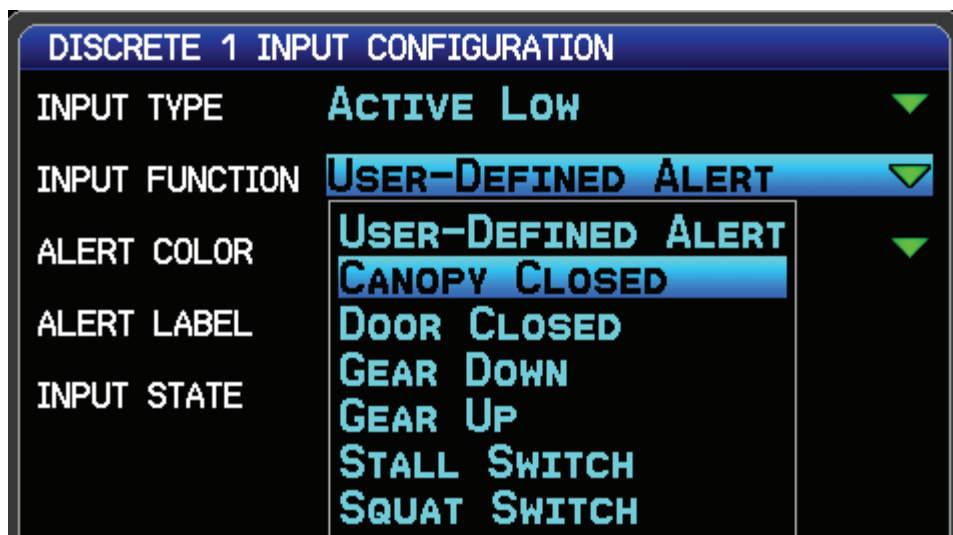 DISCRETE 1 INPUT CONFIGURATION
INPUT TYPE ACTIVE LOW
INPUT FUNCTION USER-DEFINED ALERT
USER-DEFINED ALERT
ALERT COLOR
CANOPY CLOSED
ALERT LABEL DOOR CLOSED
GEAR DOWN
INPUT STATE
GEAR UP
STALL SWITCH
SQUAT SWITCH